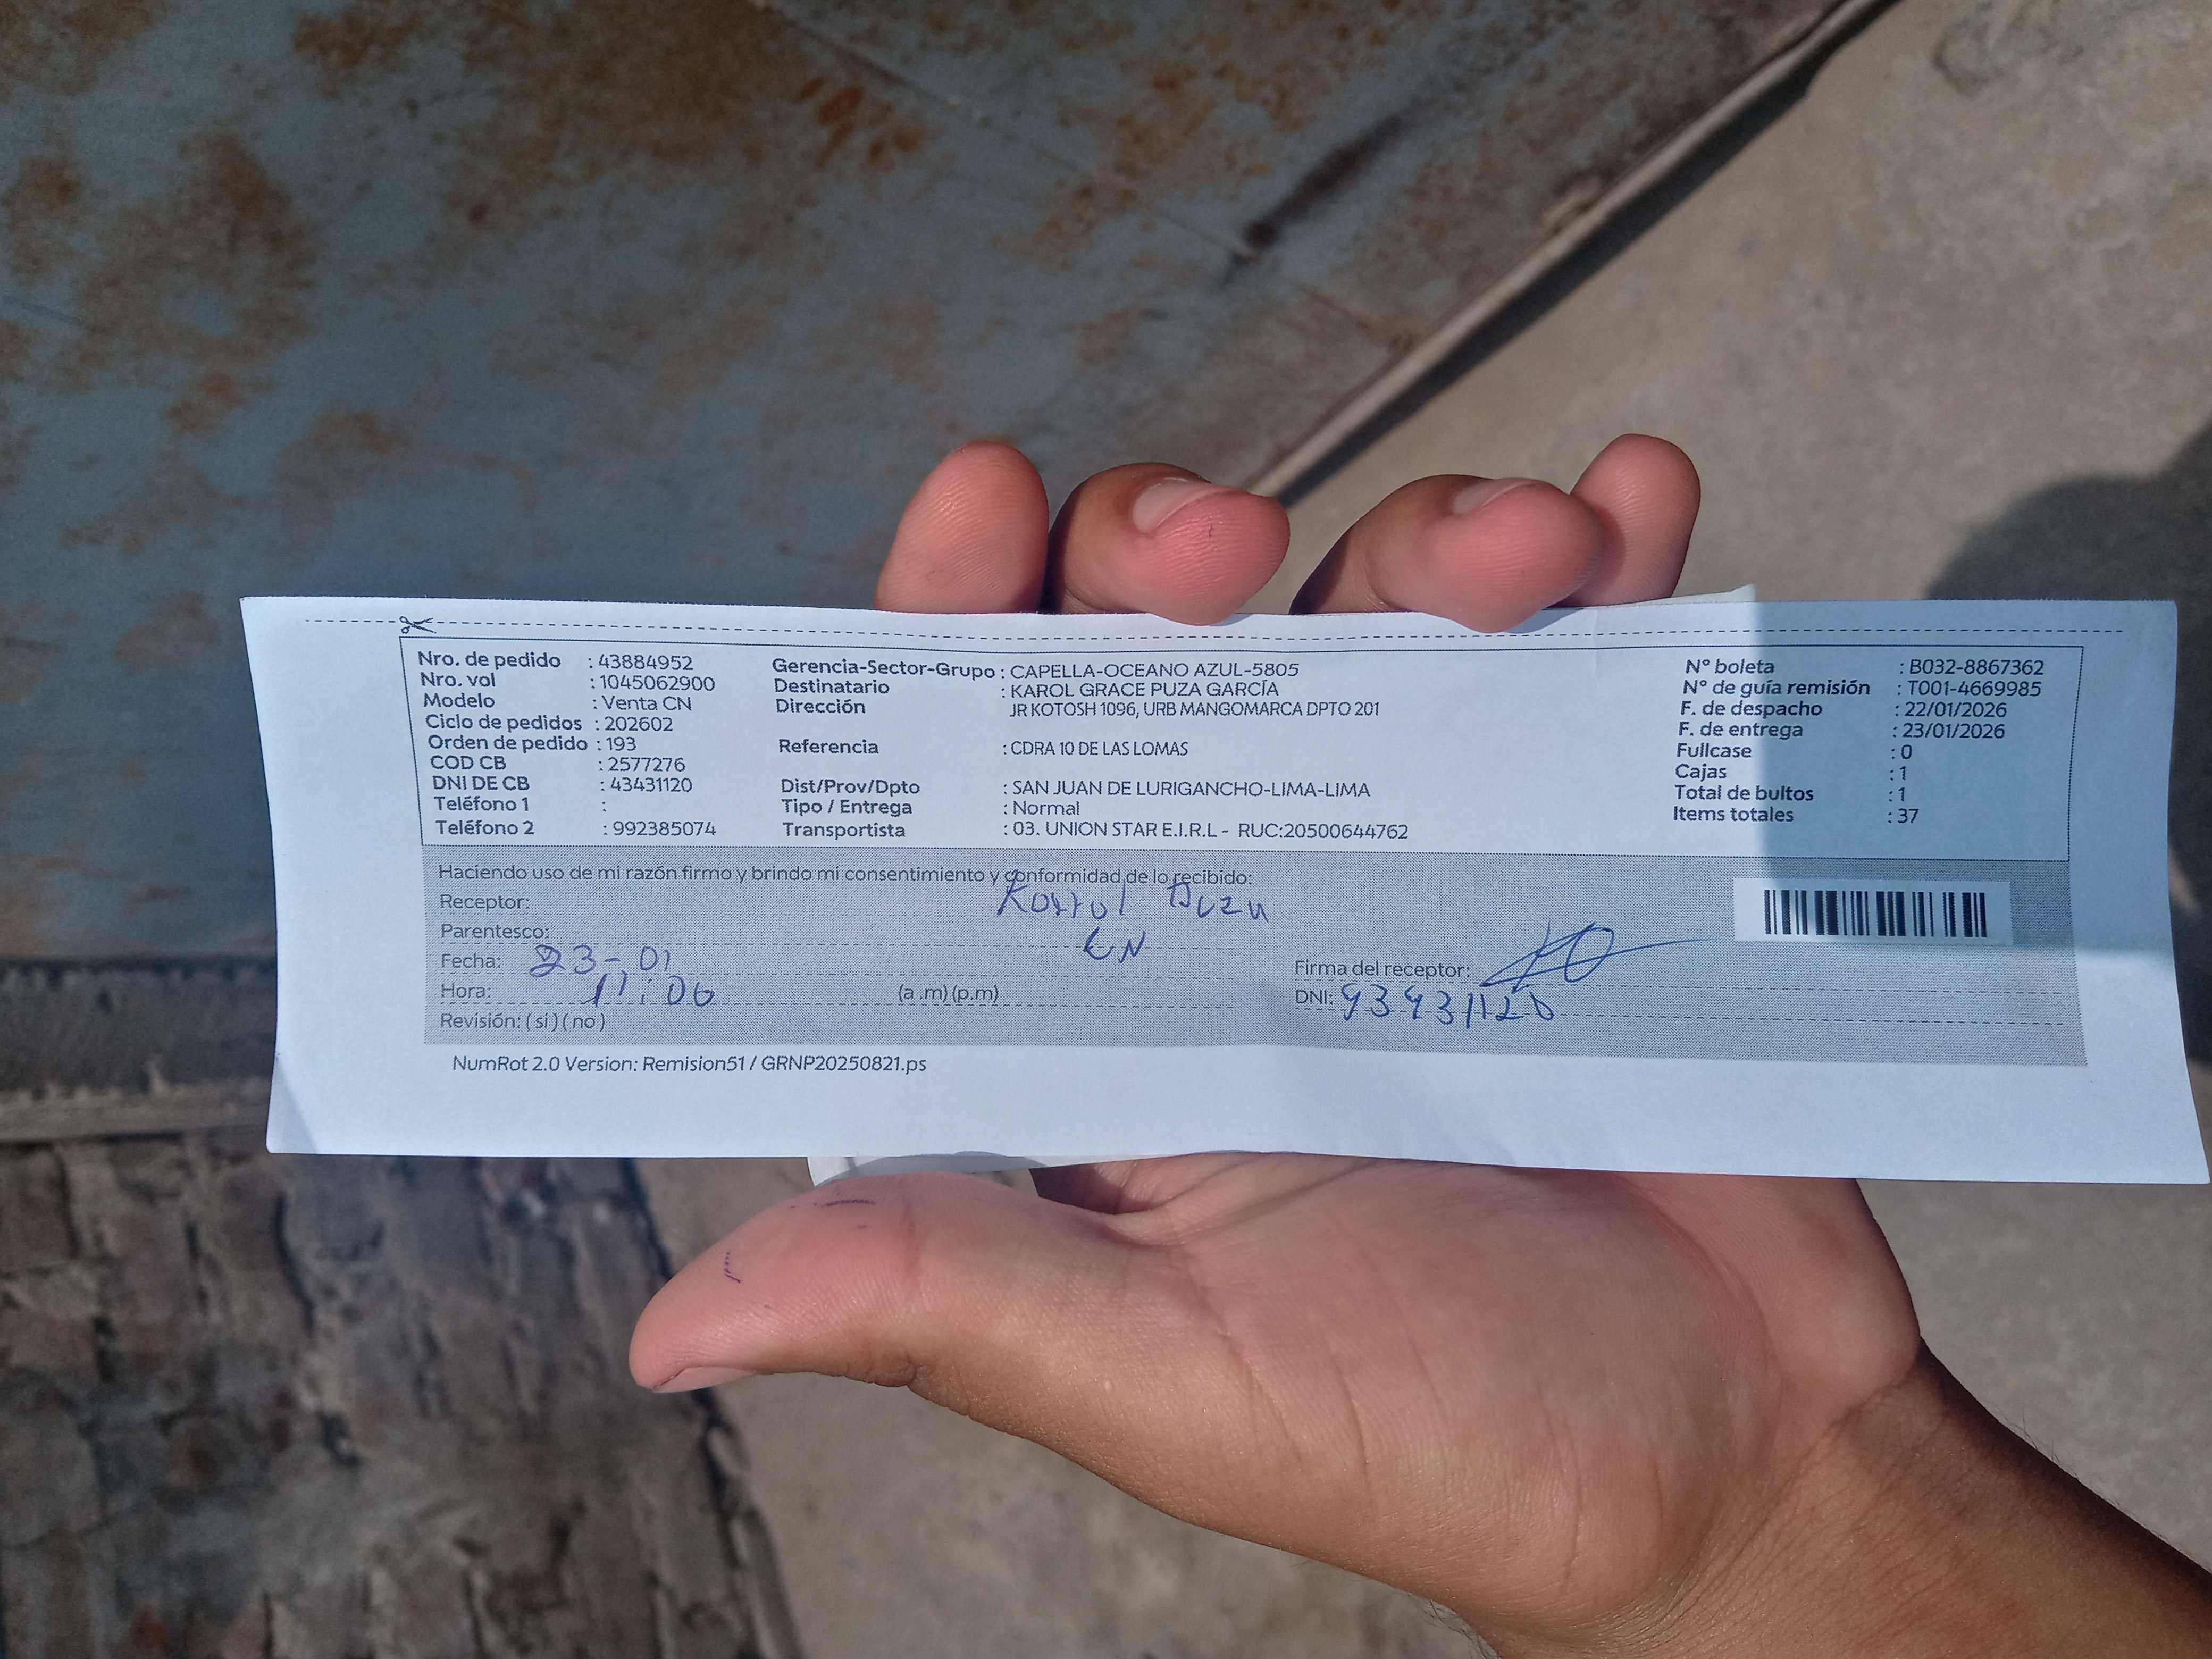 Nro. de pedido : 43884952
Nro. vol : 1045062900
Modelo : Venta CN
Ciclo de pedidos : 202602
Orden de pedido : 193
COD CB : 2577276
DNI DE CB : 43431120
Teléfono 1 :
Teléfono 2 : 992385074
Gerencia-Sector-Grupo : CAPELLA-OCEANO AZUL-5805
Destinatario : KAROL GRACE PUZA GARCÍA
Dirección JR KOTOSH 1096, URB MANGOMARCA DPTO 201
Referencia : CDRA 10 DE LAS LOMAS
Dist/Prov/Dpto : SAN JUAN DE LURIGANCHO-LIMA-LIMA
Tipo / Entrega : Normal
Transportista : 03. UNION STAR E.I.R.L - RUC:20500644762
N° boleta : B032-8867362
N° de guía remisión : T001-4669985
F. de despacho : 22/01/2026
F. de entrega : 23/01/2026
Fullcase : 0
Cajas : 1
Total de bultos : 1
Items totales : 37
Haciendo uso de mi razón firmo y brindo mi consentimiento y conformidad de lo recibido:
Receptor:
Parentesco: CN
Fecha: 23-01
Hora: 11:06 (a .m) (p.m)
Revisión: ( si ) ( no )
Firma del receptor:
DNI: 43431120
NumRot 2.0 Version: Remision51 / GRNP20250821.ps